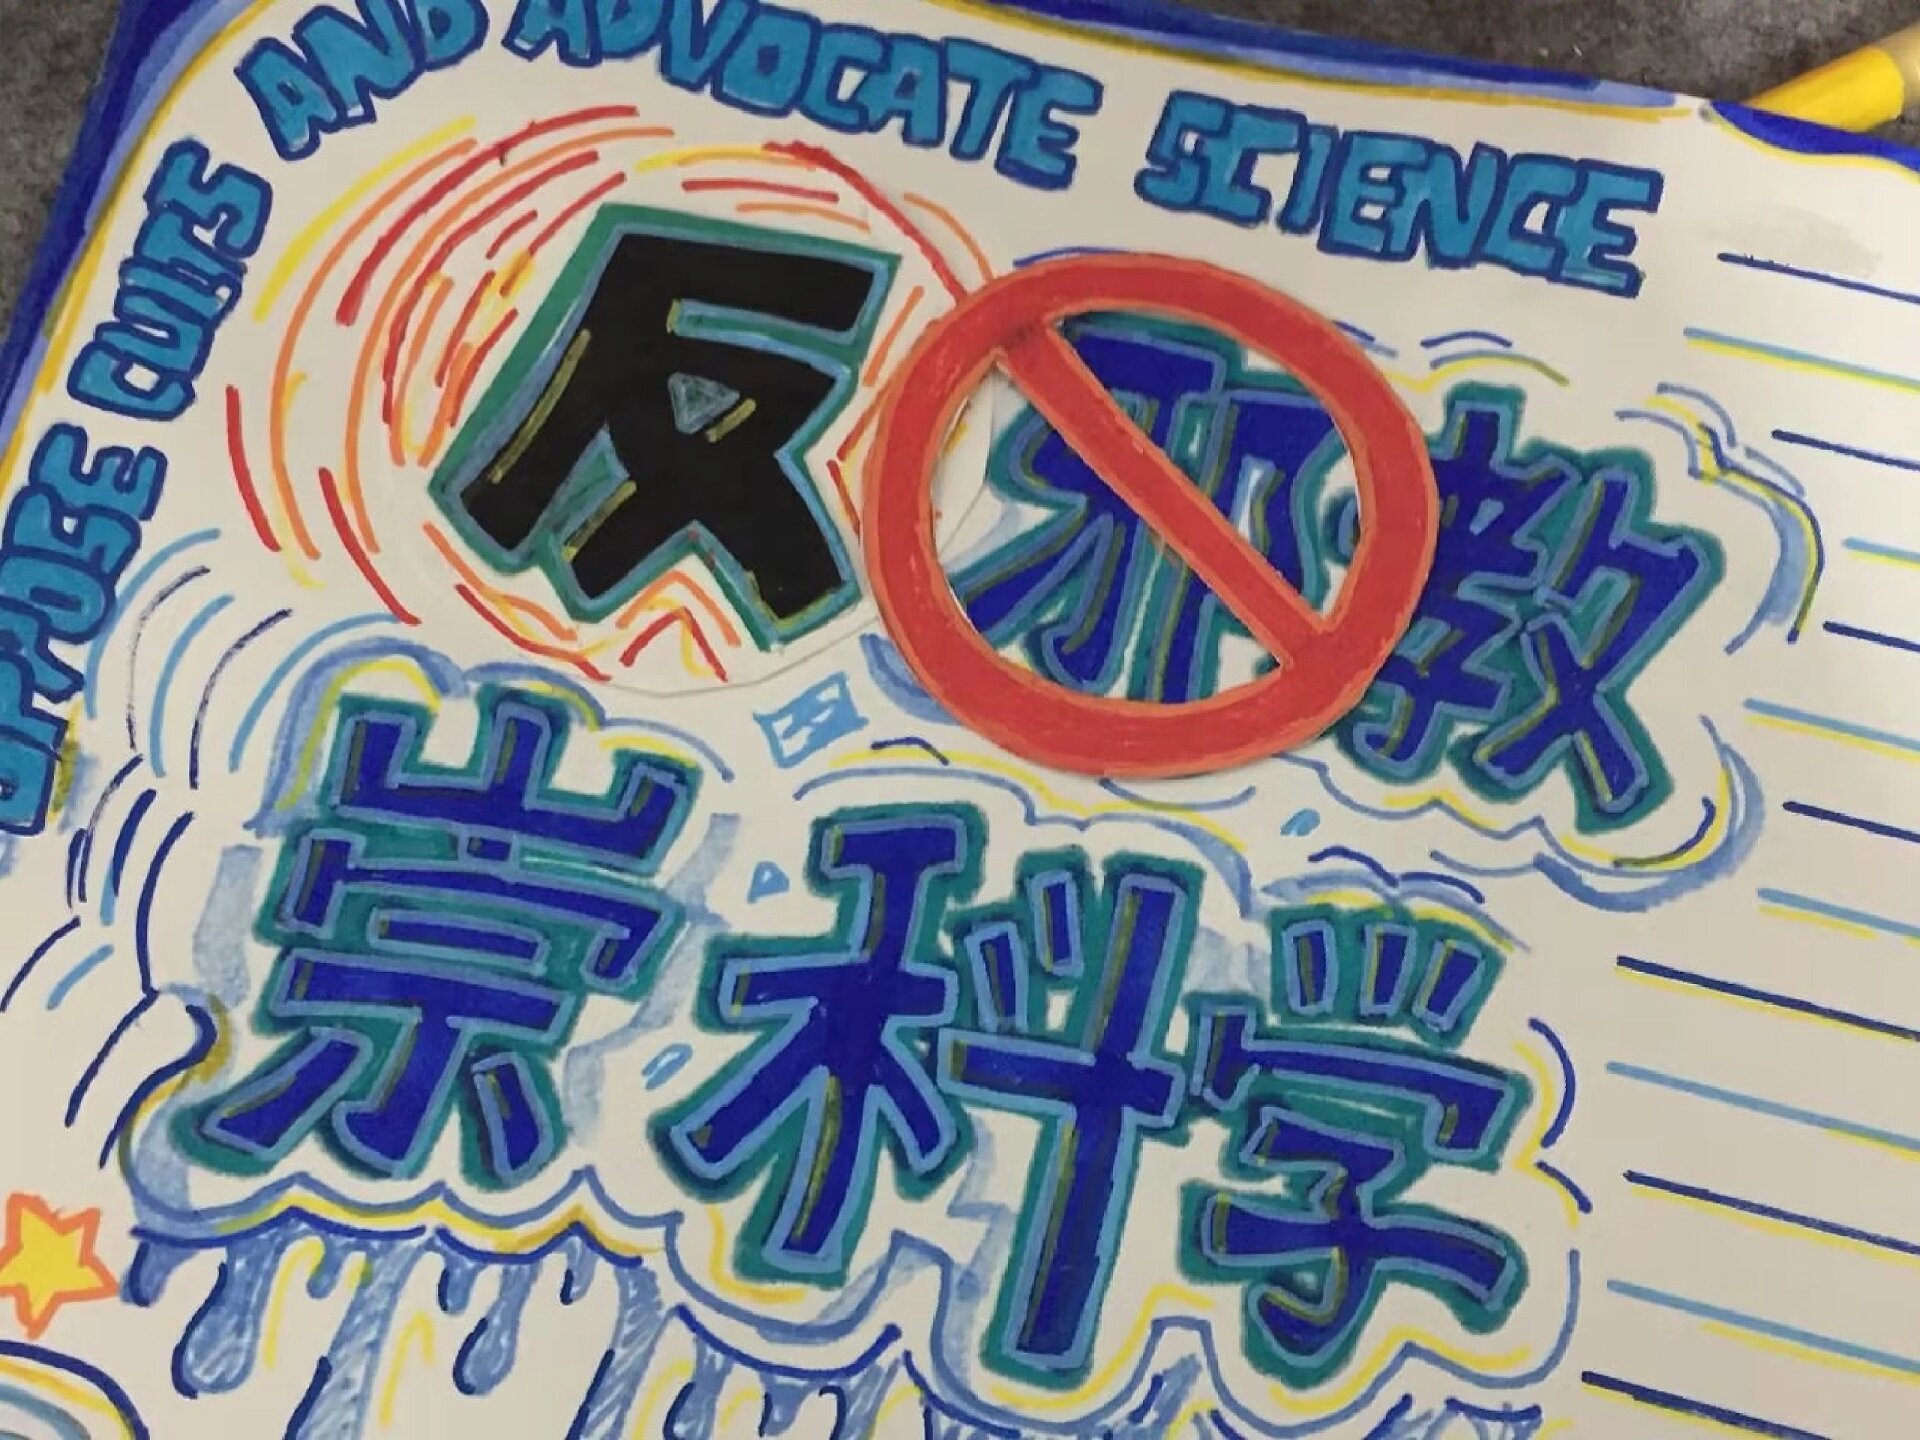 OPPOSE CULTS AND ADVOCATE SCIENCE
反邪教
崇科学